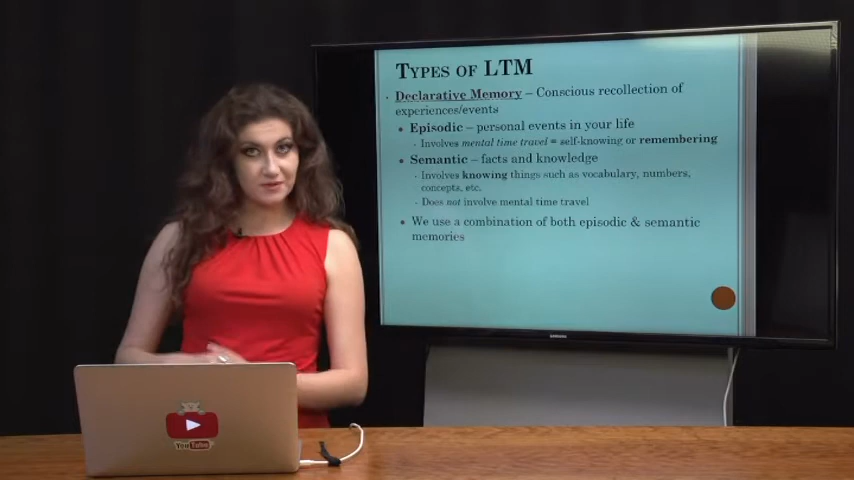 TYPES OF LTM
Declarative Memory – Conscious recollection of
experiences/events
Episodic – personal events in your life
Involves mental time travel = self-knowing or remembering
Semantic – facts and knowledge
Involves knowing things such as vocabulary, numbers,
concepts, etc.
Does not involve mental time travel
We use a combination of both episodic & semantic
memories
SAMSUNG
YouTube